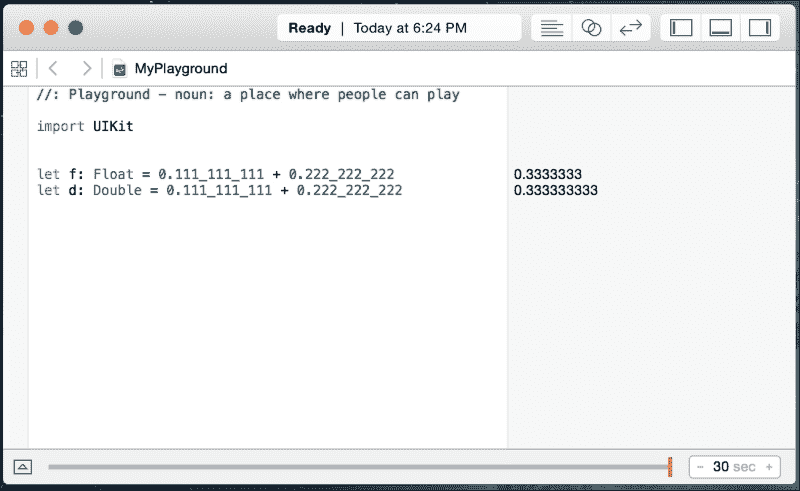 Ready | Today at 6:24 PM
MyPlayground
//: Playground – noun: a place where people can play
import UIKit
let f: Float = 0.111_111_111 + 0.222_222_222 0.3333333
let d: Double = 0.111_111_111 + 0.222_222_222 0.333333333
– 30 sec +